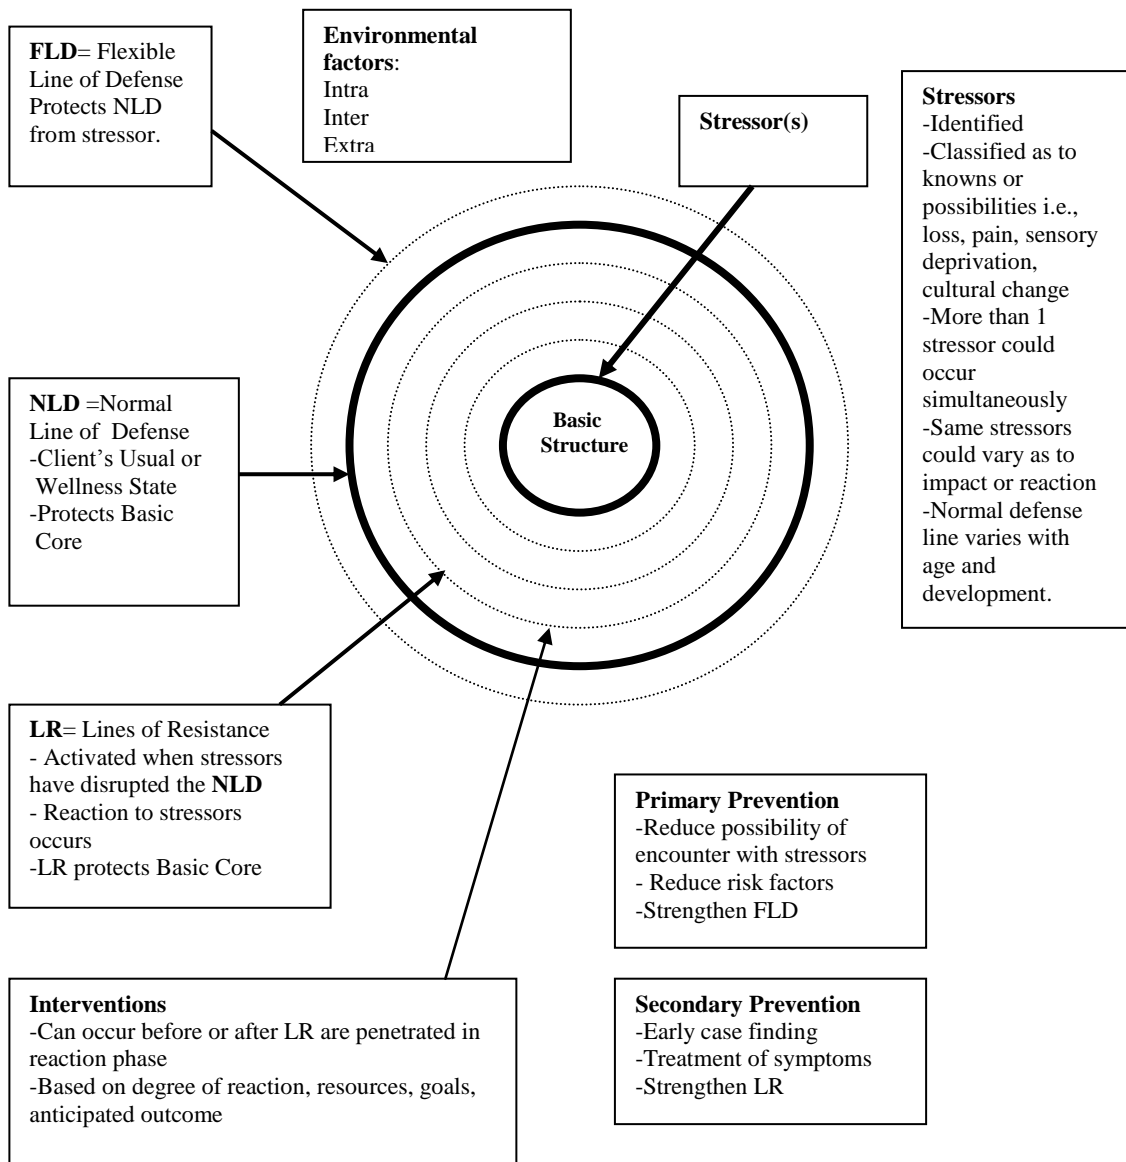 FLD= Flexible
Line of Defense
Protects NLD
from stressor.
Environmental
factors:
Intra
Inter
Extra
Stressor(s)
Stressors
-Identified
-Classified as to
knowns or
possibilities i.e.,
loss, pain, sensory
deprivation,
cultural change
-More than 1
stressor could
occur
simultaneously
-Same stressors
could vary as to
impact or reaction
-Normal defense
line varies with
age and
development.
Basic
Structure
NLD =Normal
Line of Defense
-Client's Usual or
Wellness State
-Protects Basic
Core
LR= Lines of Resistance
- Activated when stressors
have disrupted the NLD
- Reaction to stressors
occurs
-LR protects Basic Core
Primary Prevention
-Reduce possibility of
encounter with stressors
- Reduce risk factors
-Strengthen FLD
Interventions
-Can occur before or after LR are penetrated in
reaction phase
-Based on degree of reaction, resources, goals,
anticipated outcome
Secondary Prevention
-Early case finding
-Treatment of symptoms
-Strengthen LR